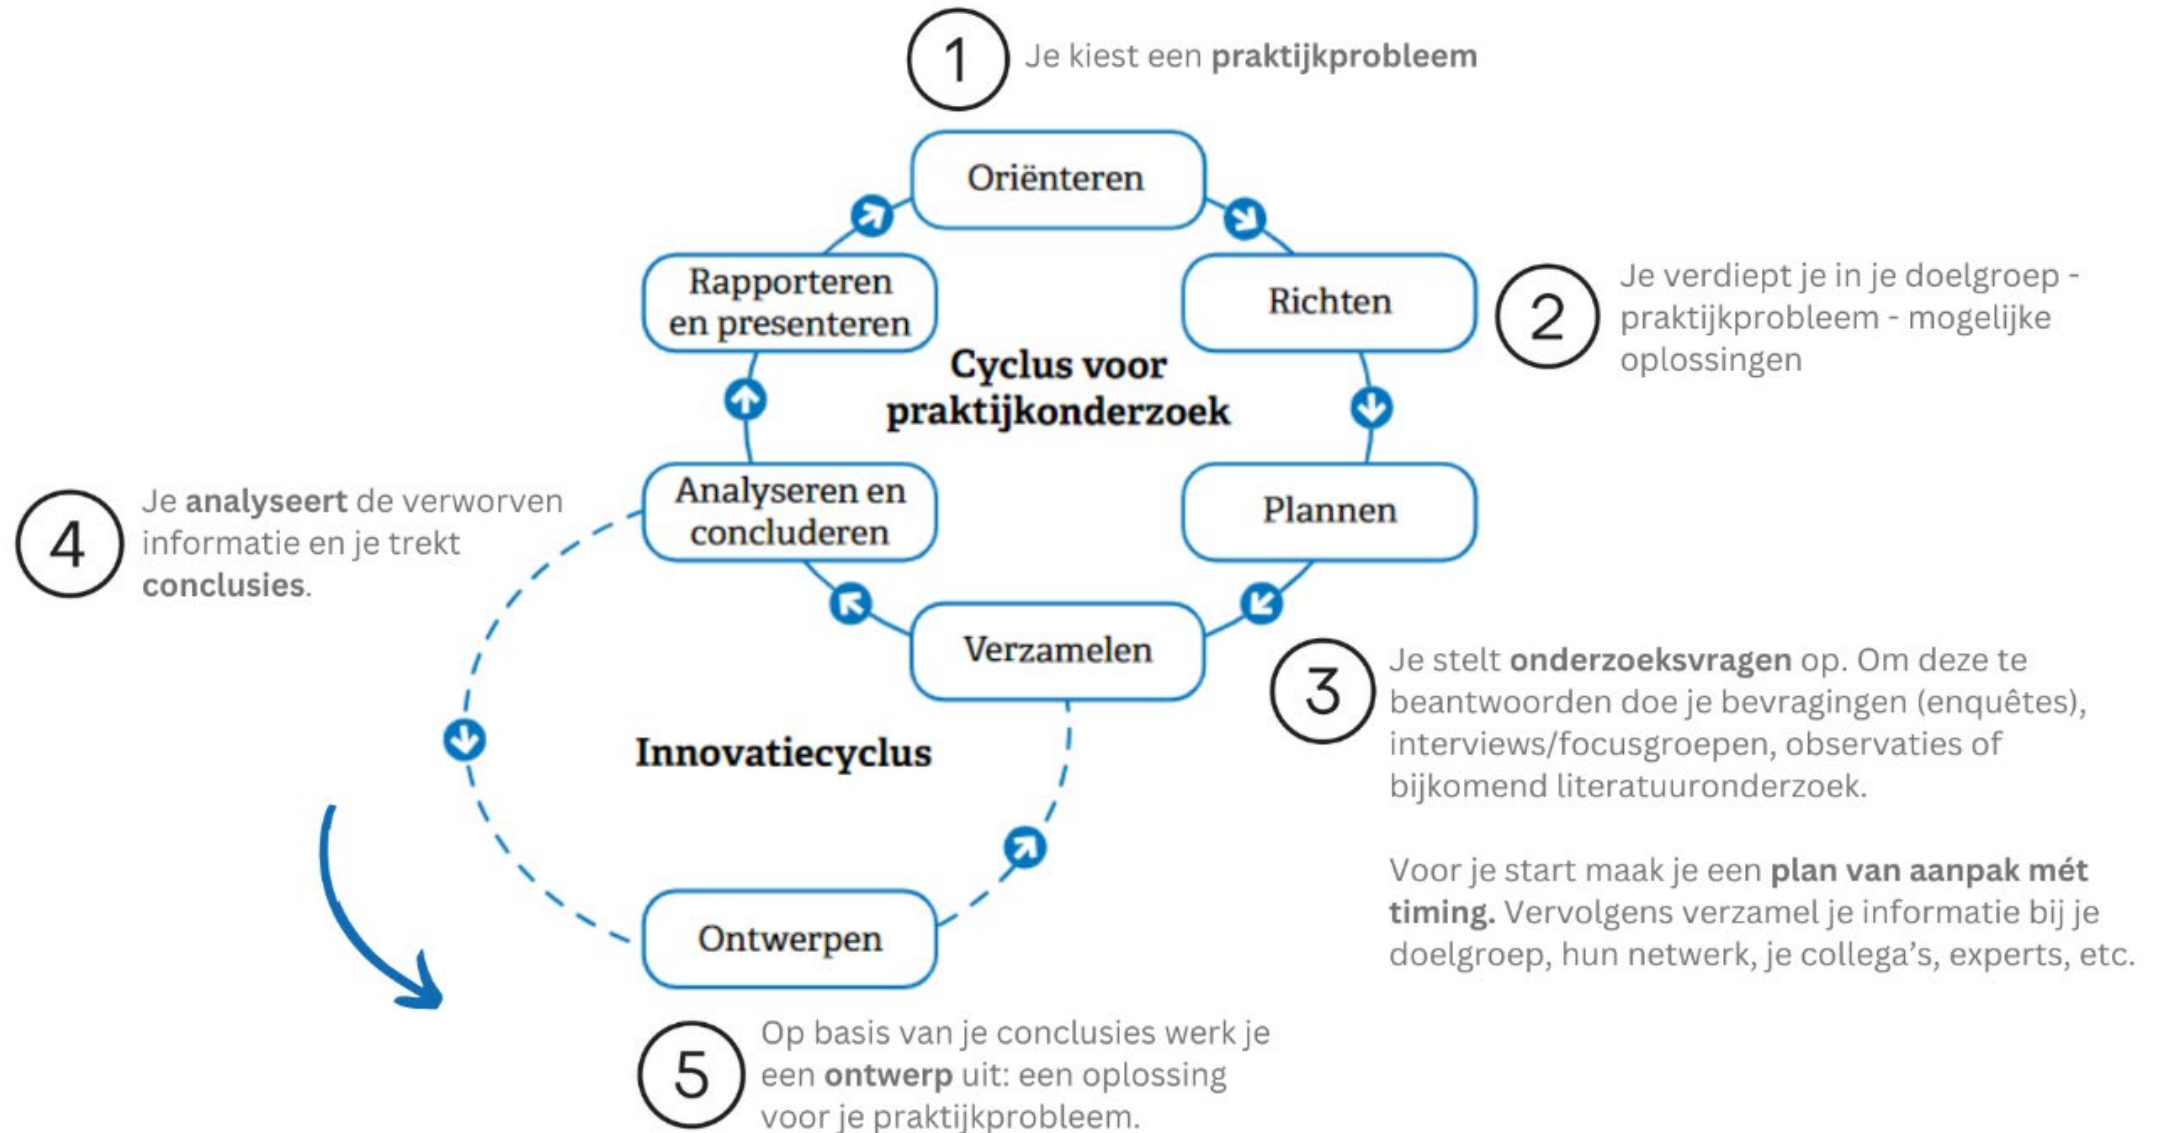 1
Je kiest een praktijkprobleem
Oriënteren
Rapporteren
en presenteren
Richten
2
Je verdiept je in je doelgroep -
praktijkprobleem - mogelijke
oplossingen
Cyclus voor
praktijkonderzoek
4
Je analyseert de verworven
informatie en je trekt
conclusies.
Analyseren en
concluderen
Plannen
Verzamelen
3
Je stelt onderzoeksvragen op. Om deze te
beantwoorden doe je bevragingen (enquêtes),
interviews/focusgroepen, observaties of
bijkomend literatuuronderzoek.
Voor je start maak je een plan van aanpak mét
timing. Vervolgens verzamel je informatie bij je
doelgroep, hun netwerk, je collega's, experts, etc.
Innovatiecyclus
Ontwerpen
5
Op basis van je conclusies werk je
een ontwerp uit: een oplossing
voor je praktijkprobleem.